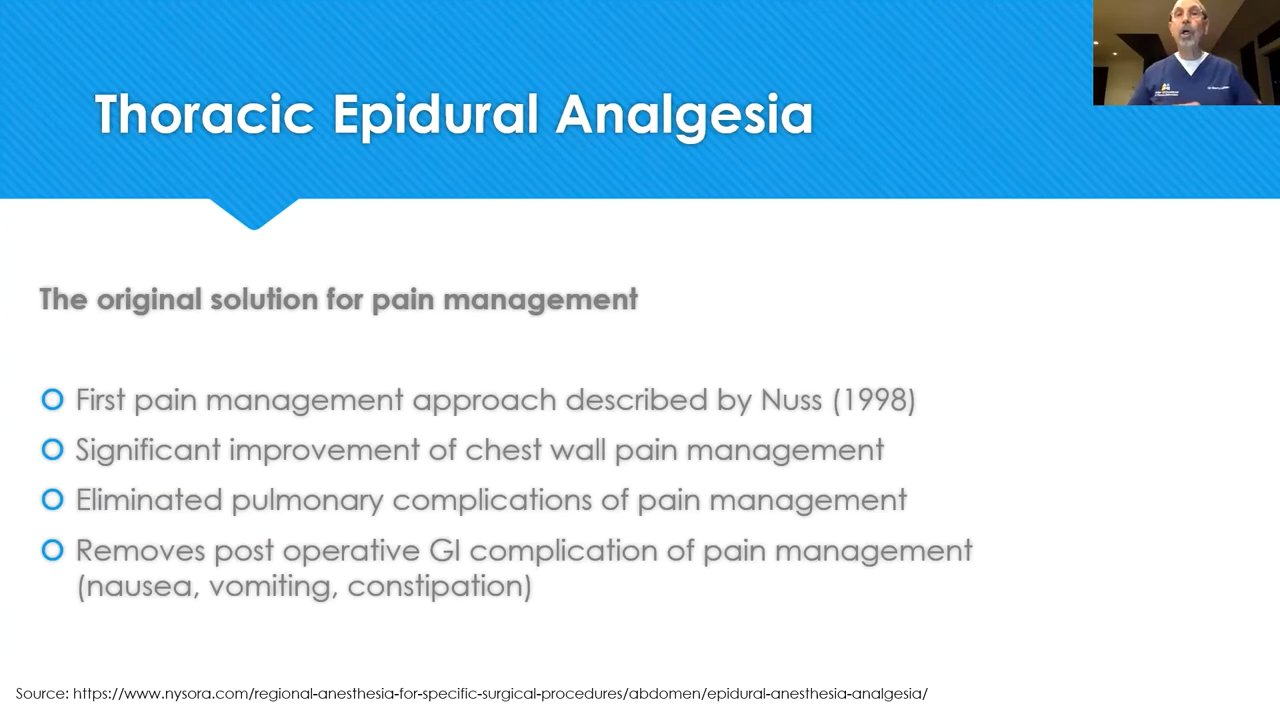 Thoracic Epidural Analgesia
The original solution for pain management
First pain management approach described by Nuss (1998)
Significant improvement of chest wall pain management
Eliminated pulmonary complications of pain management
Removes post operative GI complication of pain management
(nausea, vomiting, constipation)
Source: https://www.nysora.com/regional-anesthesia-for-specific-surgical-procedures/abdomen/epidural-anesthesia-analgesia/